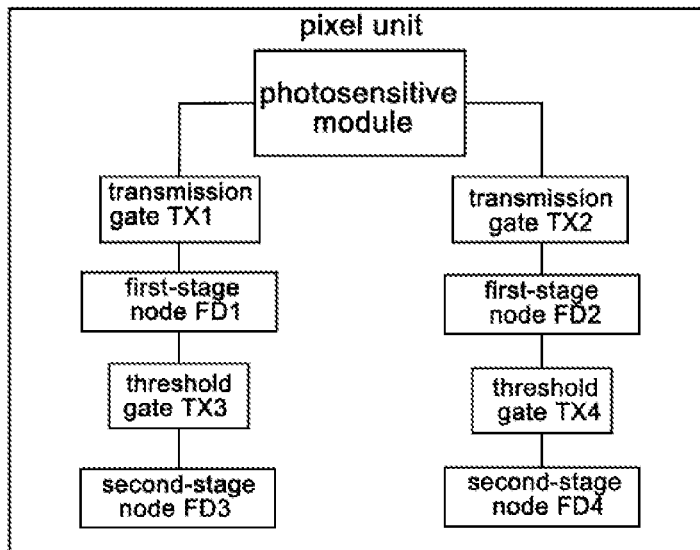 pixel unit
photosensitive
module
transmission
gate TX1
transmission
gate TX2
first-stage
node FD1
first-stage
node FD2
threshold
gate TX3
threshold
gate TX4
second-stage
node FD3
second-stage
node FD4